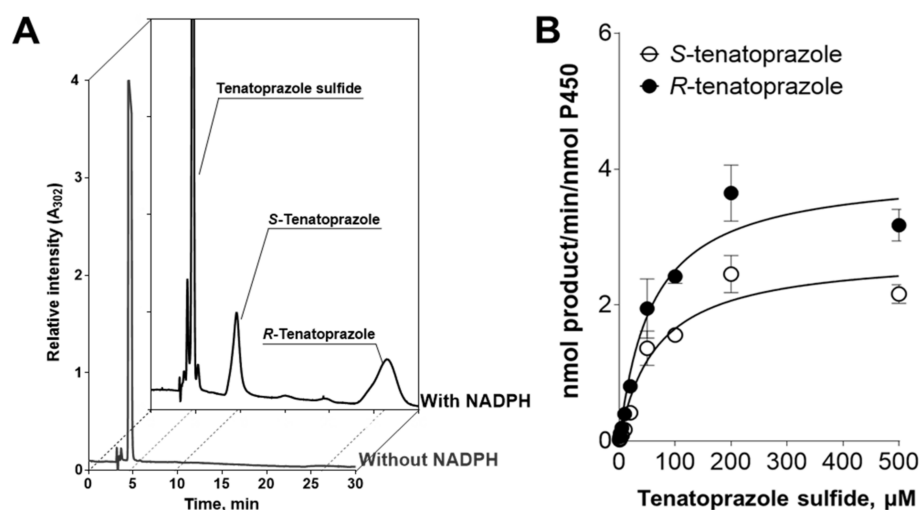 A
Relative intensity (A302)
4
3
2
1
0
Tenatoprazole sulfide
S-Tenatoprazole
R-Tenatoprazole
With NADPH
Without NADPH
0 5 10 15 20 25 30
Time, min
B
nmol product/min/nmol P450
6
4
2
0
S-tenatoprazole
R-tenatoprazole
0 100 200 300 400 500
Tenatoprazole sulfide, µM